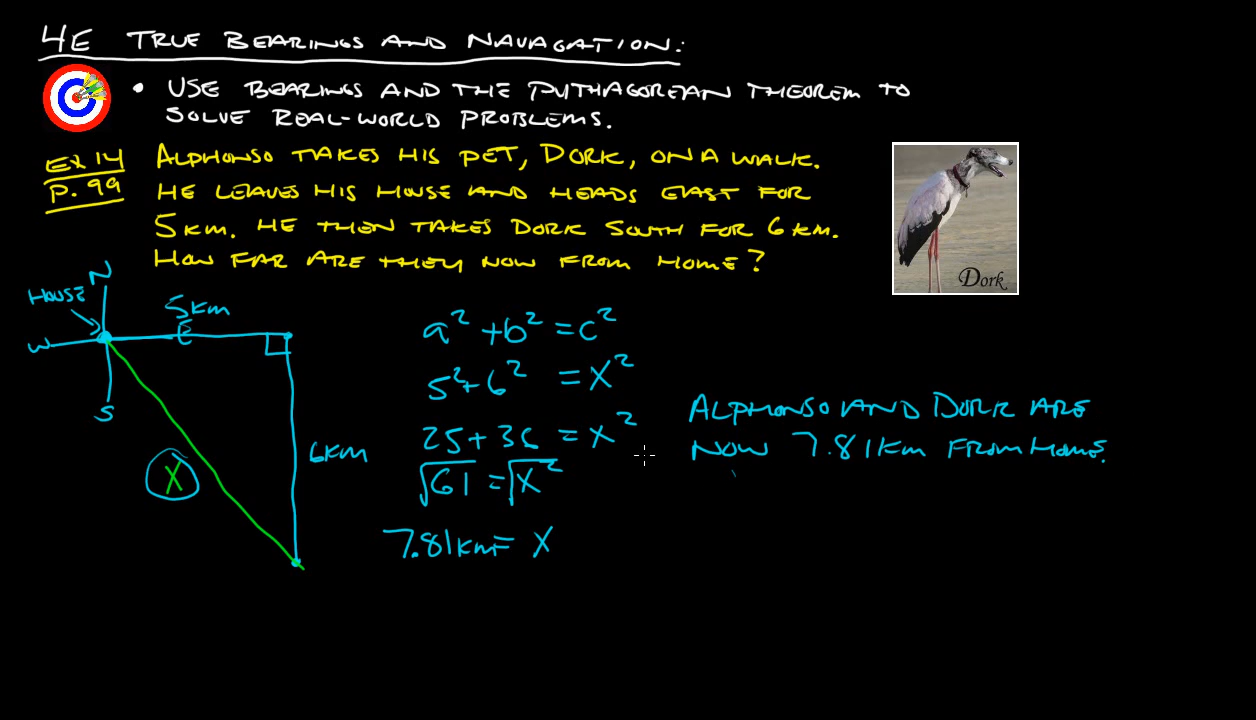 4E TRUE BEARINGS AND NAVAGATION:
• USE BEARINGS AND THE PYTHAGOREAN THEOREM TO
SOLVE REAL-WORLD PROBLEMS.
EX 14
P. 99
ALPHONSO TAKES HIS PET, DORK, ON A WALK.
HE LEAVES HIS HOUSE AND HEADS EAST FOR
5KM. HE THEN TAKES DORK SOUTH FOR 6 KM.
HOW FAR ARE THEY NOW FROM HOME?
Dork
N
HOUSE
5KM
W
E
S
6KM
X
a² + b² = c²
5² + 6² = X²
25 + 36 = X²
√61 = √X²
7.81KM = X
ALPHONSO AND DORK ARE
NOW 7.81KM FROM HOME.